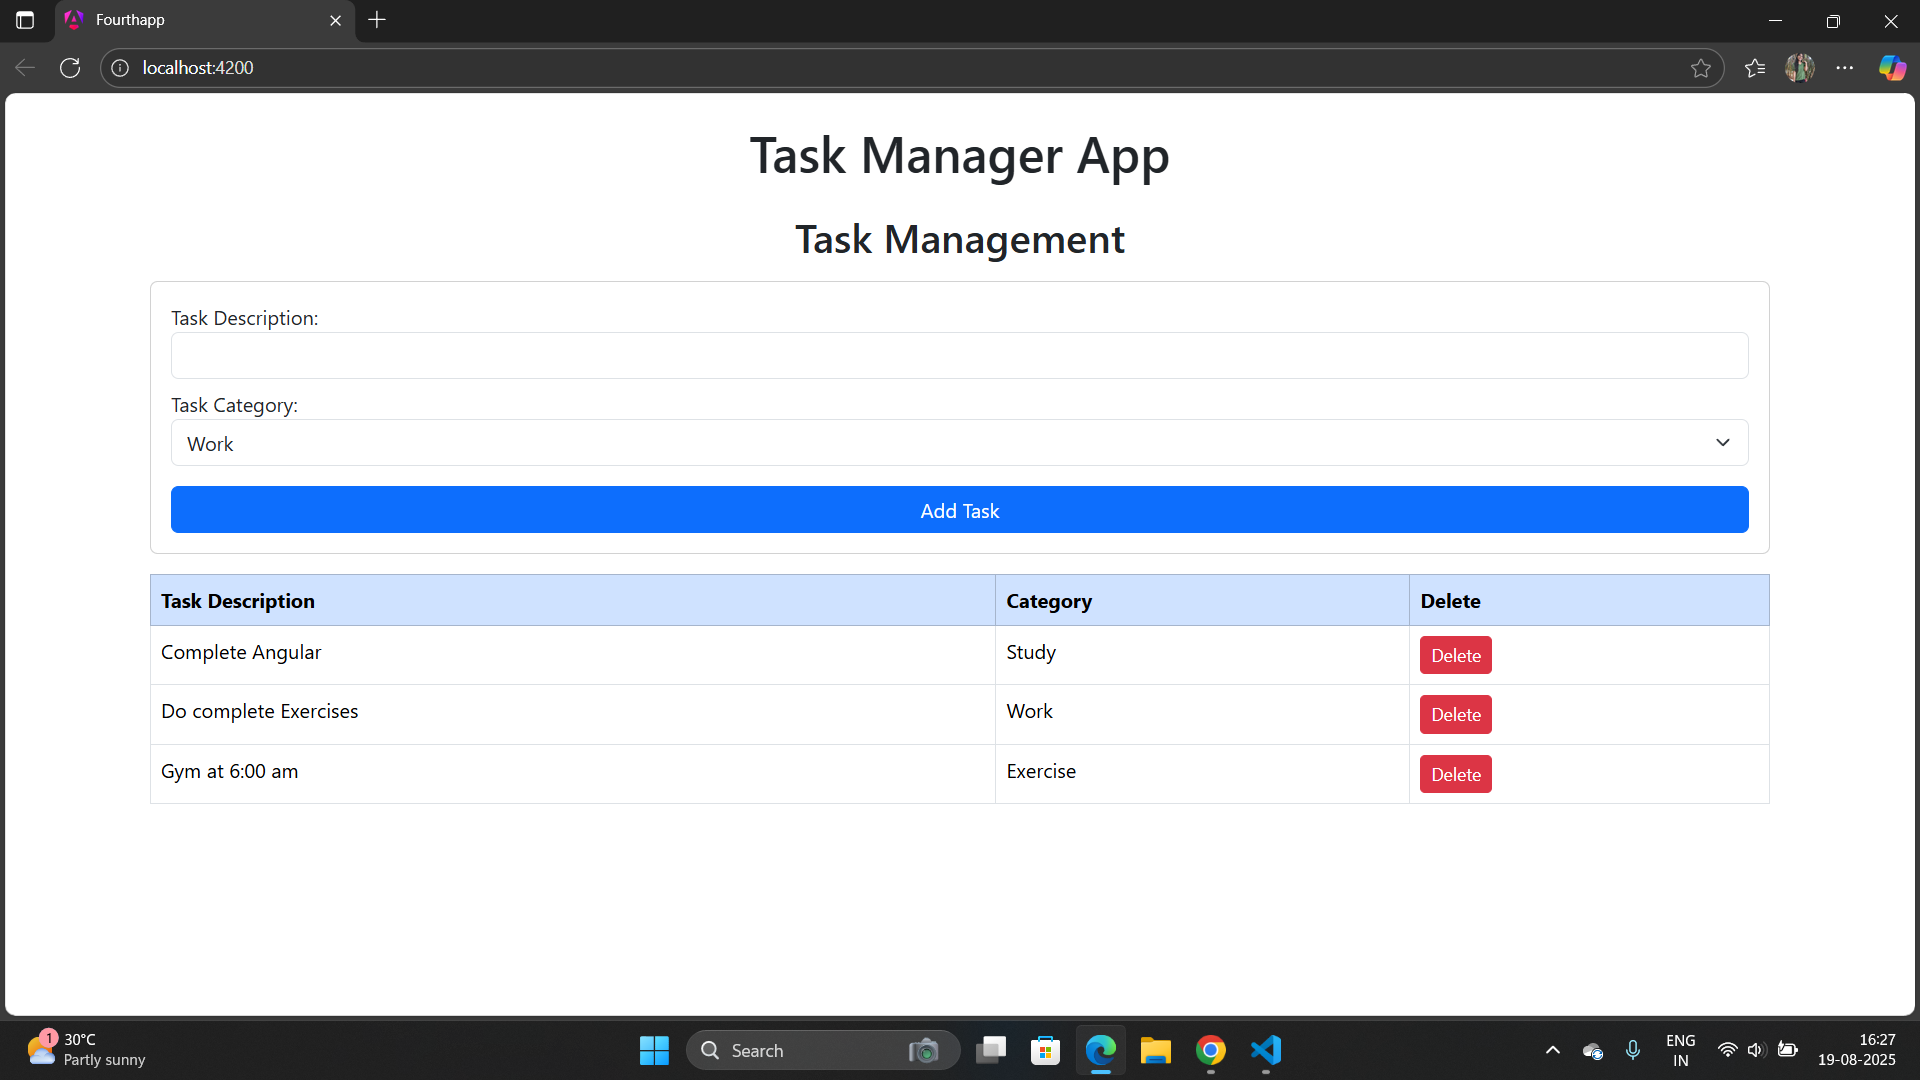 Fourthapp
localhost:4200
Task Manager App
Task Management
Task Description:
Task Category:
Work
Add Task
Task Description Category Delete
Complete Angular Study Delete
Do complete Exercises Work Delete
Gym at 6:00 am Exercise Delete
1
30°C
Partly sunny
Search
ENG
IN
16:27
19-08-2025